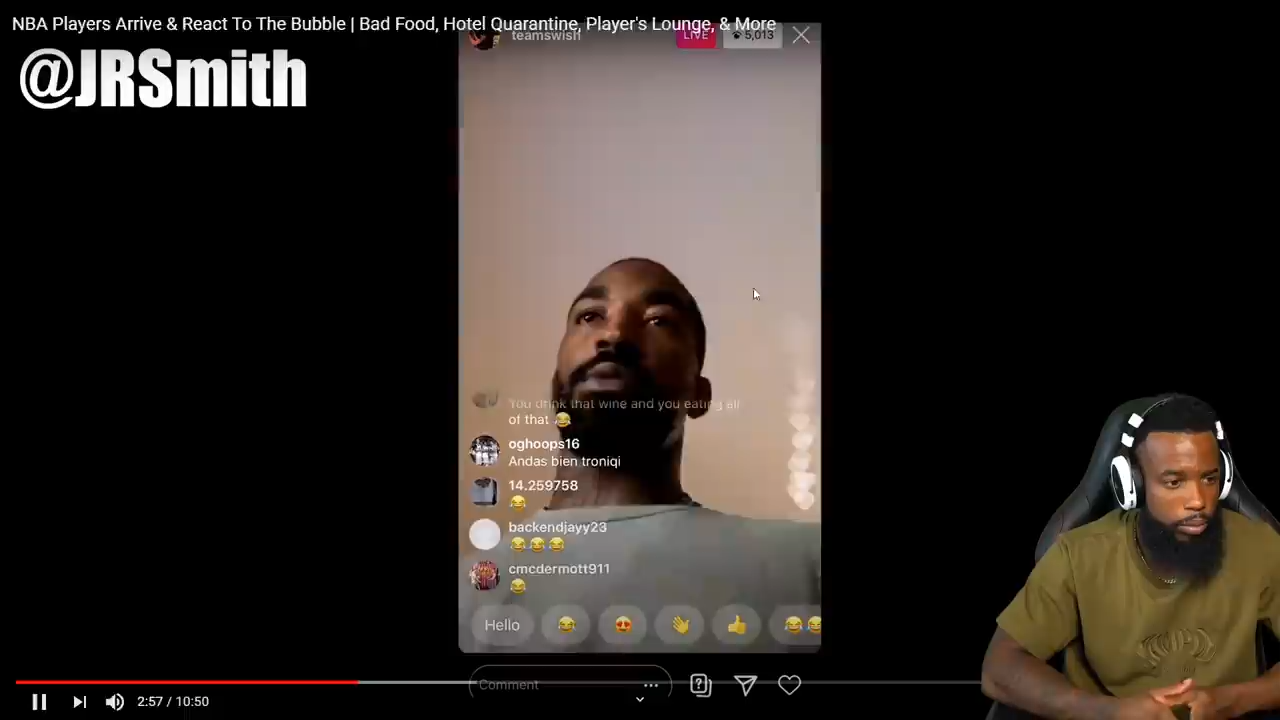 NBA Players Arrive & React To The Bubble | Bad Food, Hotel Quarantine, Player's Lounge, & More
@JRSmith
teamswish
LIVE
5,013
You drink that wine and you eating all
of that 😂
oghoops16
Andas bien troniqi
14.259758
😂
backendjayy23
😂😂😂
cmcdermott911
😂
Hello 😂 😍 👋 👍 😂😂
Comment
2:57 / 10:50